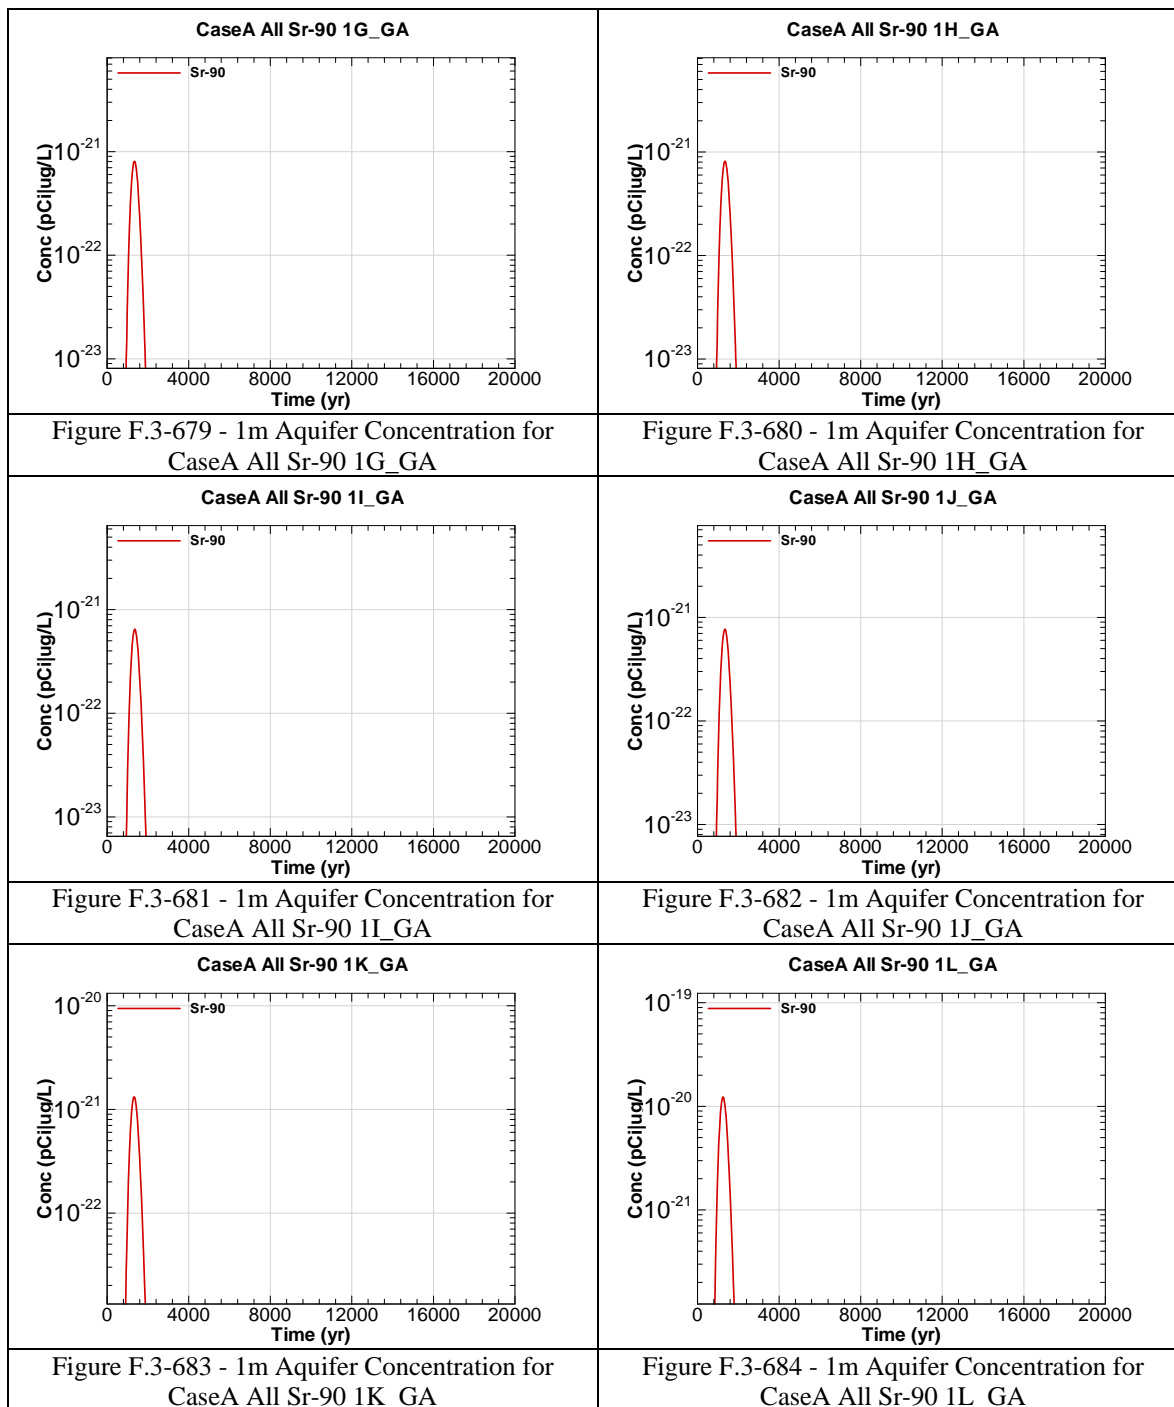 CaseA All Sr-90 1G_GA
Sr-90
Conc (pCi|ug/L)
10-21
10-22
10-23
0 4000 8000 12000 16000 20000
Time (yr)
Figure F.3-679 - 1m Aquifer Concentration for
CaseA All Sr-90 1G_GA
CaseA All Sr-90 1H_GA
Sr-90
Conc (pCi|ug/L)
10-21
10-22
10-23
0 4000 8000 12000 16000 20000
Time (yr)
Figure F.3-680 - 1m Aquifer Concentration for
CaseA All Sr-90 1H_GA
CaseA All Sr-90 1I_GA
Sr-90
Conc (pCi|ug/L)
10-21
10-22
10-23
0 4000 8000 12000 16000 20000
Time (yr)
Figure F.3-681 - 1m Aquifer Concentration for
CaseA All Sr-90 1I_GA
CaseA All Sr-90 1J_GA
Sr-90
Conc (pCi|ug/L)
10-21
10-22
10-23
0 4000 8000 12000 16000 20000
Time (yr)
Figure F.3-682 - 1m Aquifer Concentration for
CaseA All Sr-90 1J_GA
CaseA All Sr-90 1K_GA
Sr-90
Conc (pCi|ug/L)
10-20
10-21
10-22
0 4000 8000 12000 16000 20000
Time (yr)
Figure F.3-683 - 1m Aquifer Concentration for
CaseA All Sr-90 1K_GA
CaseA All Sr-90 1L_GA
Sr-90
Conc (pCi|ug/L)
10-19
10-20
10-21
0 4000 8000 12000 16000 20000
Time (yr)
Figure F.3-684 - 1m Aquifer Concentration for
CaseA All Sr-90 1L_GA